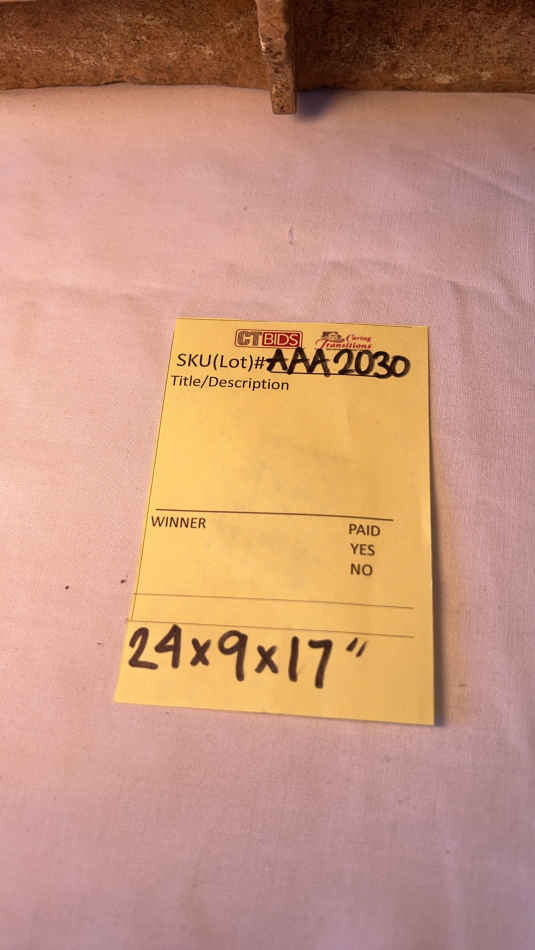 CTBIDS Caring Transitions
SKU(Lot)#AAA2030
Title/Description
WINNER PAID
YES
NO
24x9x17"